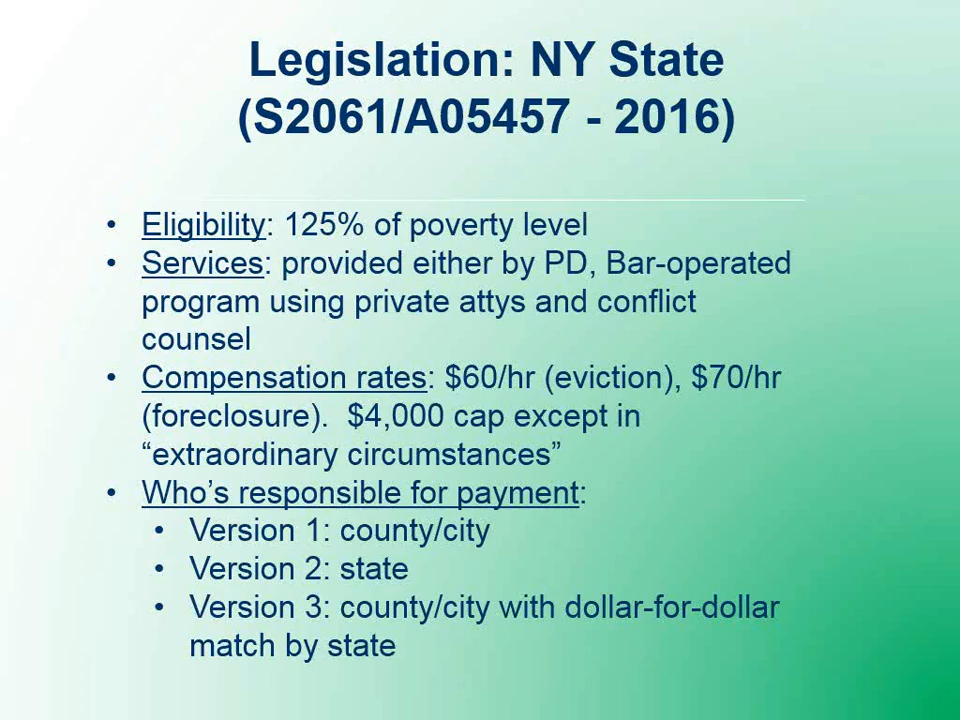 Legislation: NY State
(S2061/A05457 - 2016)
• Eligibility: 125% of poverty level
• Services: provided either by PD, Bar-operated
program using private attys and conflict
counsel
• Compensation rates: $60/hr (eviction), $70/hr
(foreclosure).  $4,000 cap except in
“extraordinary circumstances”
• Who’s responsible for payment:
• Version 1: county/city
• Version 2: state
• Version 3: county/city with dollar-for-dollar
match by state